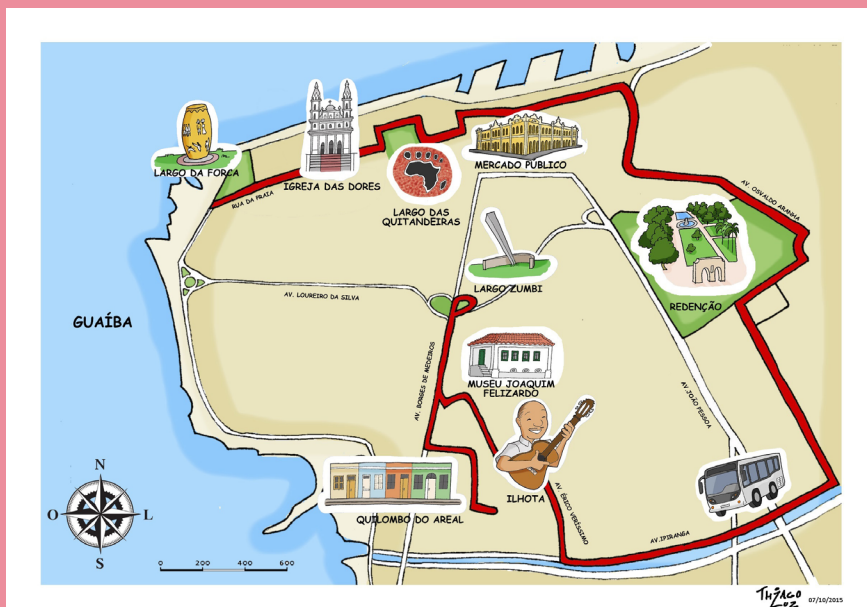 LARGO DA FORCA
IGREJA DAS DORES
RUA DA PRAIA
LARGO DAS
QUITANDEIRAS
MERCADO PÚBLICO
AV. OSVALDO ARANHA
REDENÇÃO
LARGO ZUMBI
AV. LOUREIRO DA SILVA
GUAÍBA
AV. BORGES DE MEDEIROS
MUSEU JOAQUIM
FELIZARDO
AV. JOÃO PESSOA
ILHOTA
QUILOMBO DO AREAL
AV. ÉRICO VERÍSSIMO
AV. IPIRANGA
N
O
L
S
0 200 400 600
THIAGO
LUZ
07/10/2015